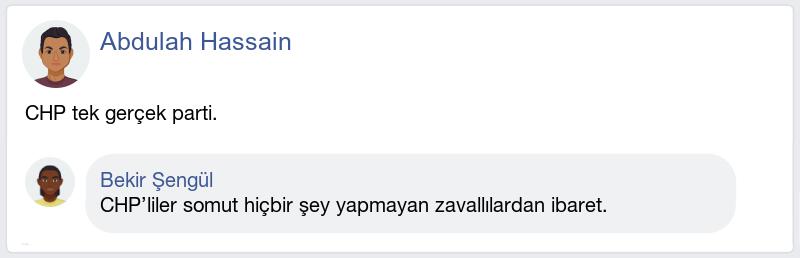 Abdulah Hassain
CHP tek gerçek parti.
Bekir Şengül
CHP’liler somut hiçbir şey yapmayan zavallılardan ibaret.